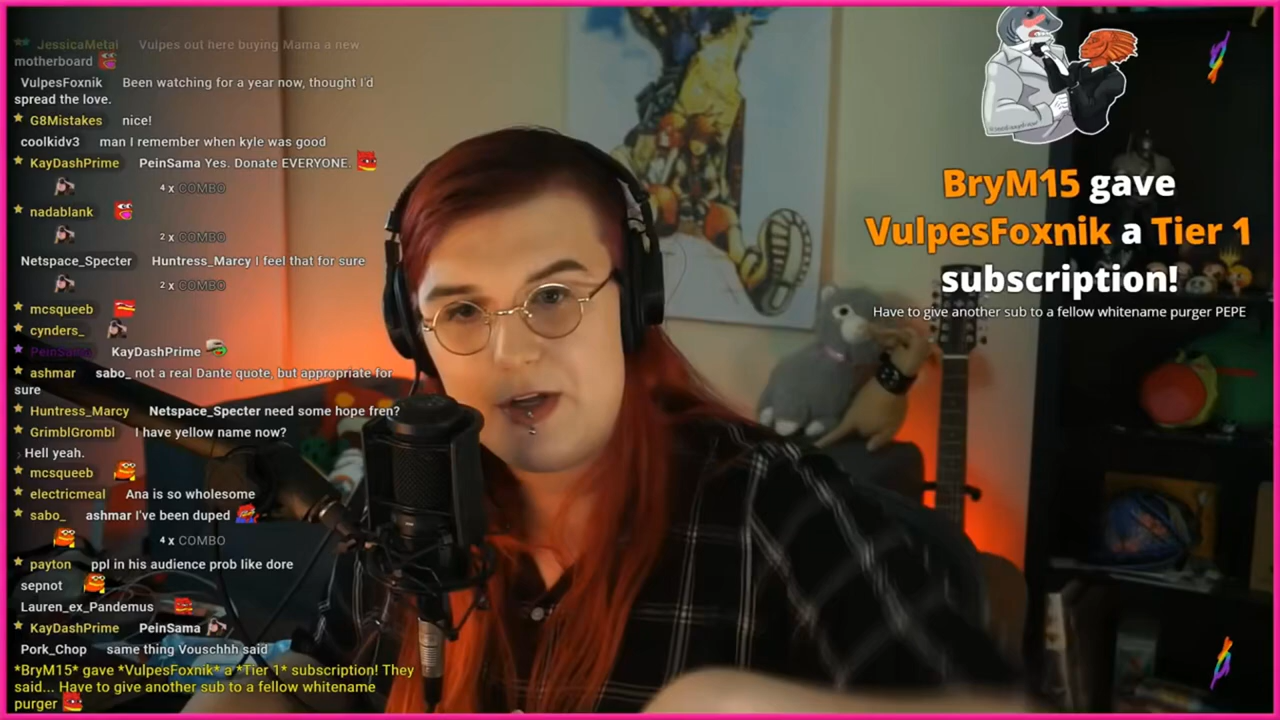 JessicaMetal Vulpes out here buying Mama a new
motherboard
VulpesFoxnik Been watching for a year now, thought I'd
spread the love.
G8Mistakes nice!
coolkidv3 man I remember when kyle was good
KayDashPrime PeinSama Yes. Donate EVERYONE.
4 x COMBO
nadablank
2 x COMBO
Netspace_Specter Huntress_Marcy I feel that for sure
2 x COMBO
mcsqueeb
cynders_
PeinSama KayDashPrime
ashmar sabo_ not a real Dante quote, but appropriate for
sure
Huntress_Marcy Netspace_Specter need some hope fren?
GrimblGrombl I have yellow name now?
Hell yeah.
mcsqueeb
electricmeal Ana is so wholesome
sabo_ ashmar I've been duped
4 x COMBO
payton ppl in his audience prob like dore
sepnot
Lauren_ex_Pandemus
KayDashPrime PeinSama
Pork_Chop same thing Vouschhh said
*BryM15* gave *VulpesFoxnik* a *Tier 1* subscription! They
said... Have to give another sub to a fellow whitename
purger
BryM15 gave
VulpesFoxnik a Tier 1
subscription!
Have to give another sub to a fellow whitename purger PEPE